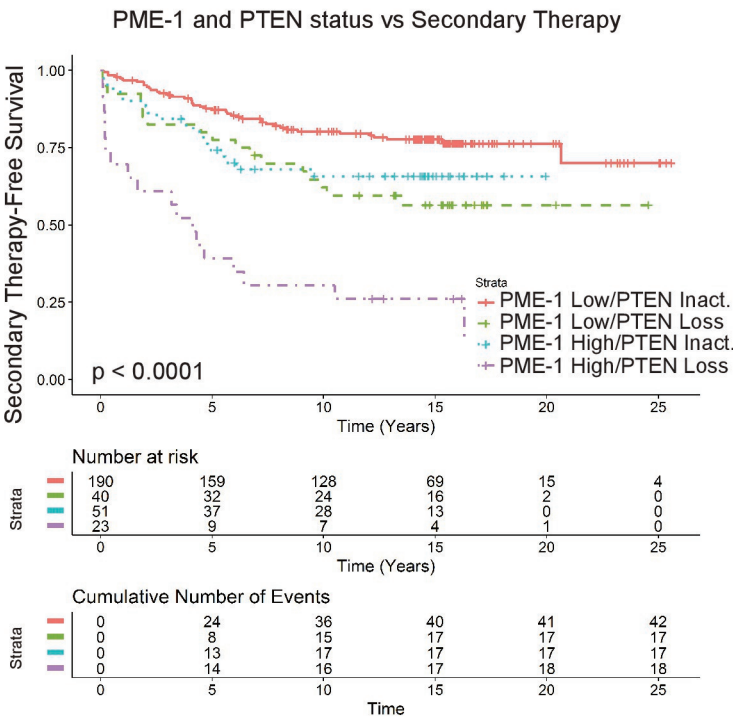 PME-1 and PTEN status vs Secondary Therapy
Secondary Therapy-Free Survival
1.00
0.75
0.50
0.25
0.00
p < 0.0001
Strata
PME-1 Low/PTEN Inact.
PME-1 Low/PTEN Loss
PME-1 High/PTEN Inact.
PME-1 High/PTEN Loss
0 5 10 15 20 25
Time (Years)
Number at risk
Strata
190 159 128 69 15 4
40 32 24 16 2 0
51 37 28 13 0 0
23 9 7 4 1 0
0 5 10 15 20 25
Time (Years)
Cumulative Number of Events
Strata
0 24 36 40 41 42
0 8 15 17 17 17
0 13 17 17 17 17
0 14 16 17 18 18
0 5 10 15 20 25
Time